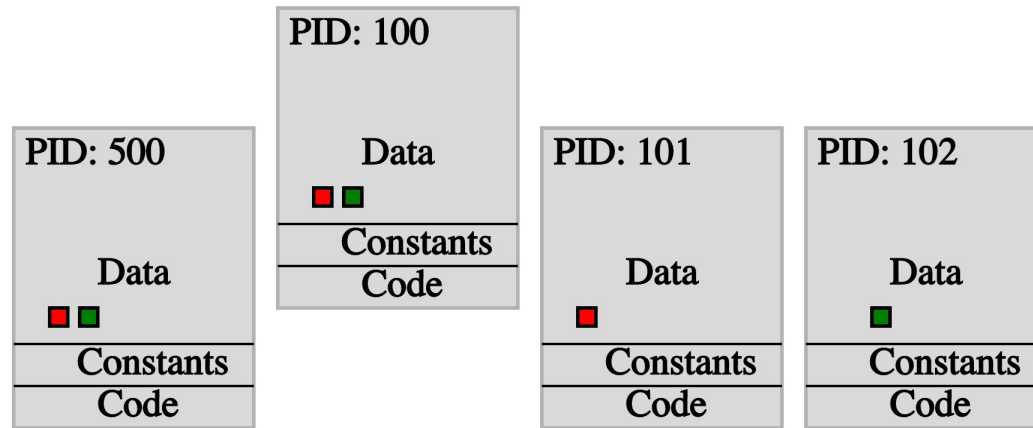 PID: 500
Data
Constants
Code
PID: 100
Data
Constants
Code
PID: 101
Data
Constants
Code
PID: 102
Data
Constants
Code